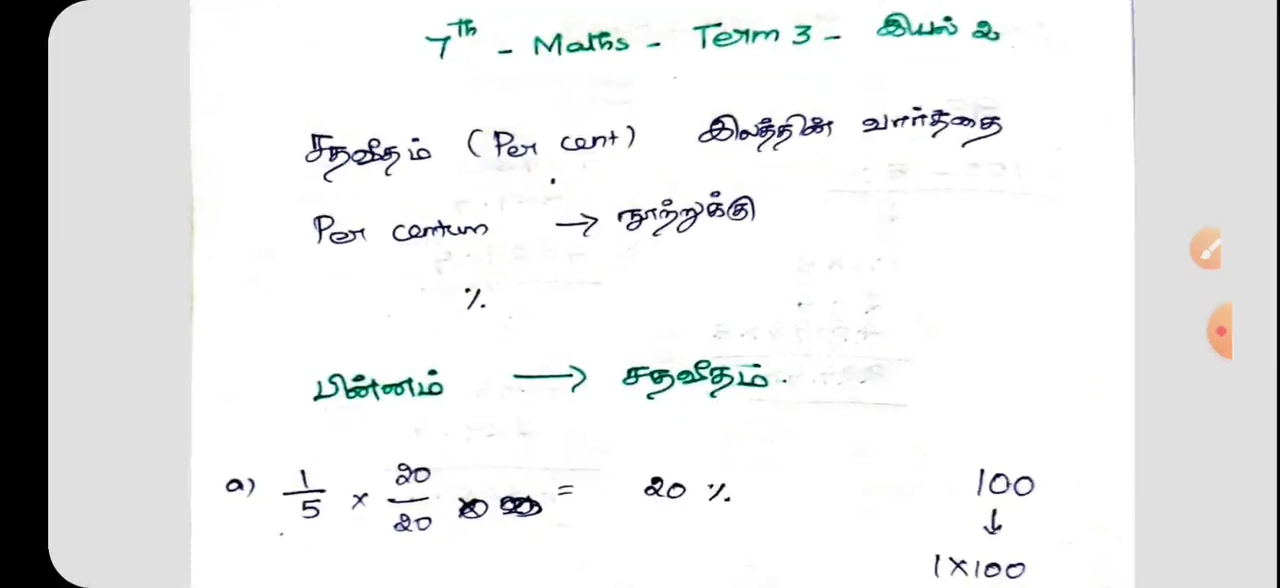 7th - Maths - Term 3 - இயல் 2
சதவீதம் (Per cent) இலத்தின் வார்த்தை
Per centum → நூற்றுக்கு
%
பின்னம் → சதவீதம்.
a) 1/5 × 20/20 = 20 % 100
↓
1×100